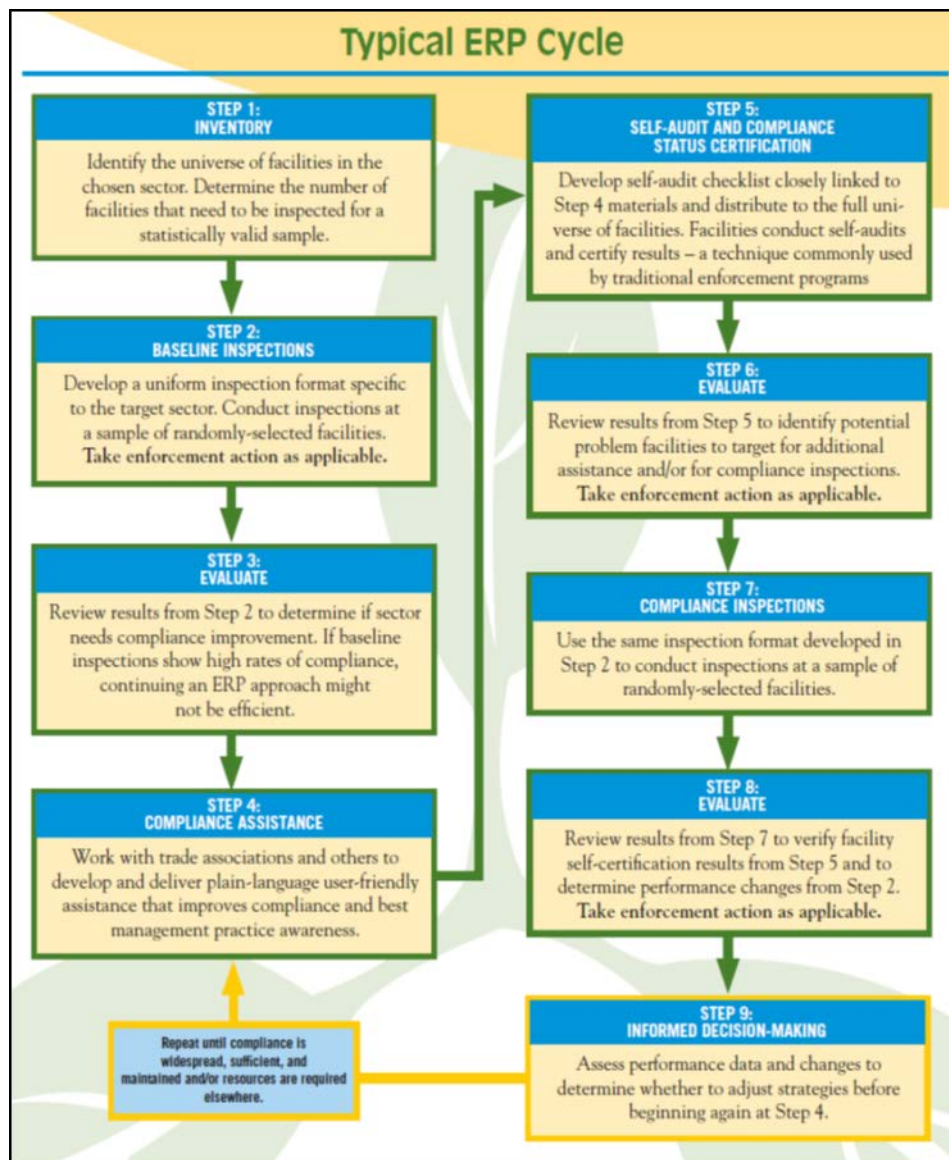 Typical ERP Cycle
STEP 1:
INVENTORY
Identify the universe of facilities in the
chosen sector. Determine the number of
facilities that need to be inspected for a
statistically valid sample.
STEP 2:
BASELINE INSPECTIONS
Develop a uniform inspection format specific
to the target sector. Conduct inspections at
a sample of randomly-selected facilities.
Take enforcement action as applicable.
STEP 3:
EVALUATE
Review results from Step 2 to determine if sector
needs compliance improvement. If baseline
inspections show high rates of compliance,
continuing an ERP approach might
not be efficient.
STEP 4:
COMPLIANCE ASSISTANCE
Work with trade associations and others to
develop and deliver plain-language user-friendly
assistance that improves compliance and best
management practice awareness.
Repeat until compliance is
widespread, sufficient, and
maintained and/or resources are required
elsewhere.
STEP 5:
SELF-AUDIT AND COMPLIANCE
STATUS CERTIFICATION
Develop self-audit checklist closely linked to
Step 4 materials and distribute to the full uni-
verse of facilities. Facilities conduct self-audits
and certify results – a technique commonly used
by traditional enforcement programs
STEP 6:
EVALUATE
Review results from Step 5 to identify potential
problem facilities to target for additional
assistance and/or for compliance inspections.
Take enforcement action as applicable.
STEP 7:
COMPLIANCE INSPECTIONS
Use the same inspection format developed in
Step 2 to conduct inspections at a sample of
randomly-selected facilities.
STEP 8:
EVALUATE
Review results from Step 7 to verify facility
self-certification results from Step 5 and to
determine performance changes from Step 2.
Take enforcement action as applicable.
STEP 9:
INFORMED DECISION-MAKING
Assess performance data and changes to
determine whether to adjust strategies before
beginning again at Step 4.